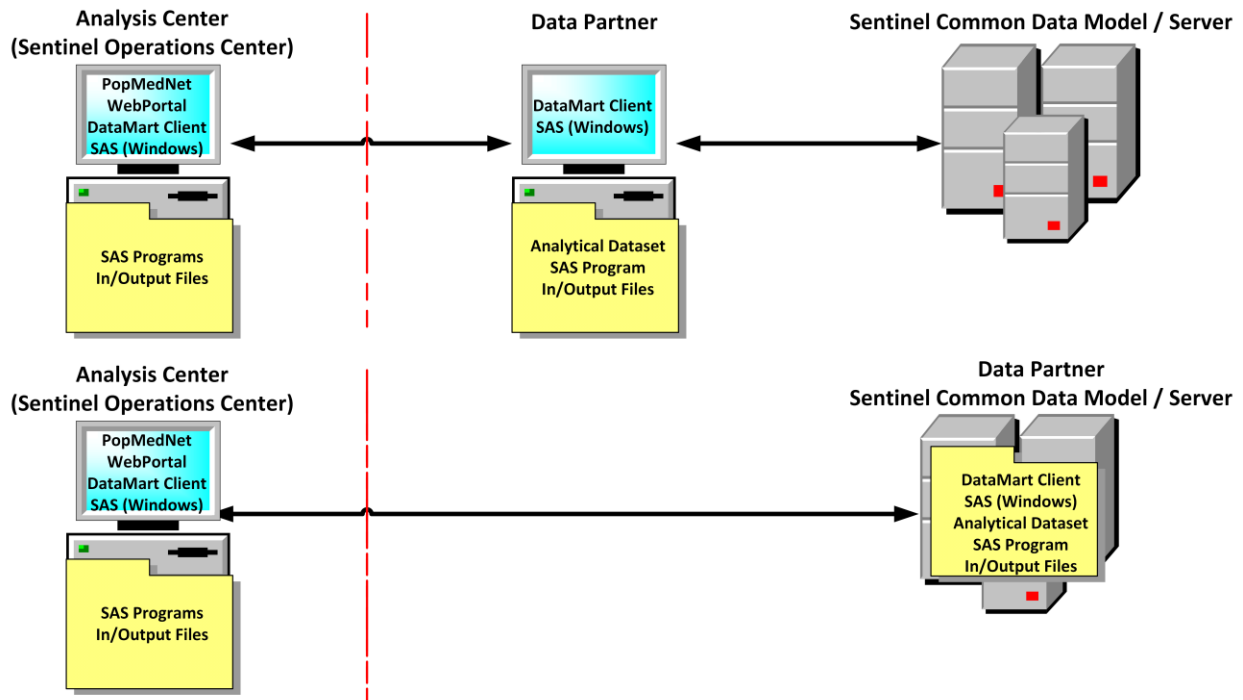 Analysis Center
(Sentinel Operations Center)
Data Partner
Sentinel Common Data Model / Server
PopMedNet
WebPortal
DataMart Client
SAS (Windows)
DataMart Client
SAS (Windows)
SAS Programs
In/Output Files
Analytical Dataset
SAS Program
In/Output Files
Analysis Center
(Sentinel Operations Center)
Data Partner
Sentinel Common Data Model / Server
PopMedNet
WebPortal
DataMart Client
SAS (Windows)
DataMart Client
SAS (Windows)
Analytical Dataset
SAS Program
In/Output Files
SAS Programs
In/Output Files